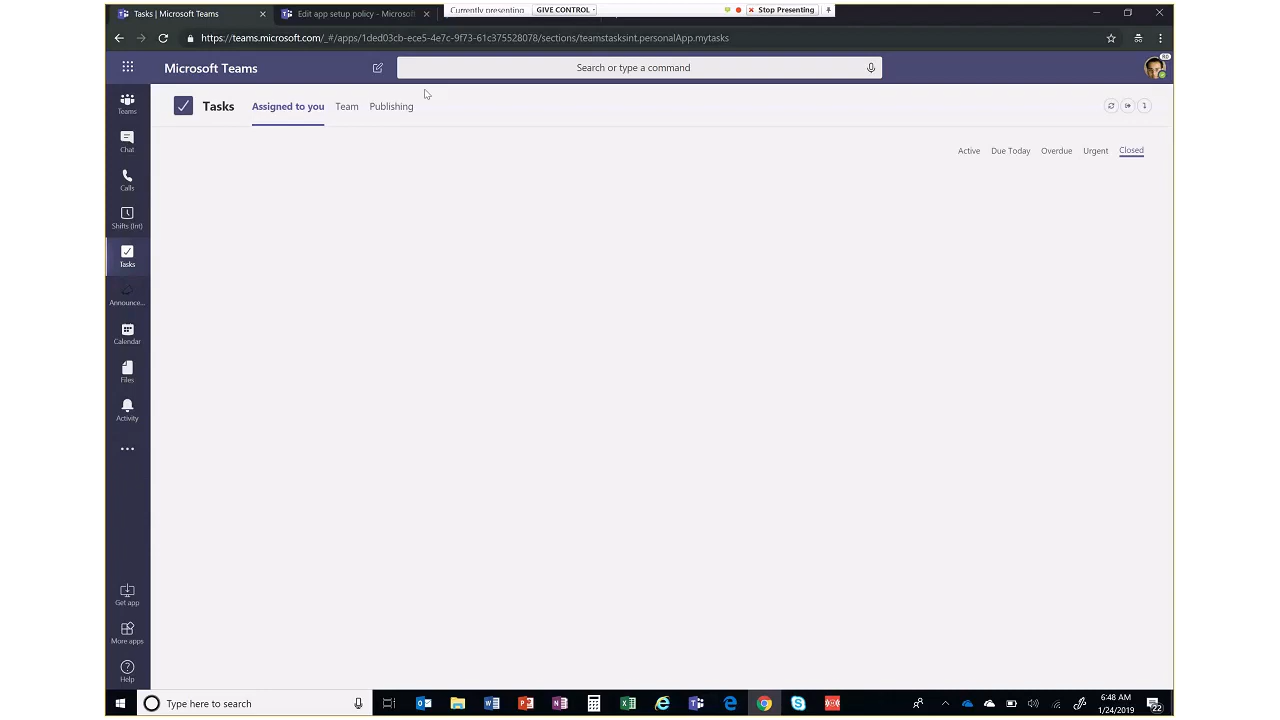 Tasks | Microsoft Teams
Edit app setup policy - Microsoft
Currently presenting
GIVE CONTROL
Stop Presenting
https://teams.microsoft.com/_#/apps/1ded03cb-ece5-4e7c-9f73-61c375528078/sections/teamstasksint.personalApp.mytasks
Microsoft Teams
Search or type a command
RO
Teams
Tasks
Assigned to you
Team
Publishing
Chat
Active
Due Today
Overdue
Urgent
Closed
Calls
Shifts (Int)
Tasks
Announce...
Calendar
Files
Activity
Get app
More apps
Help
Type here to search
6:48 AM
1/24/2019
22